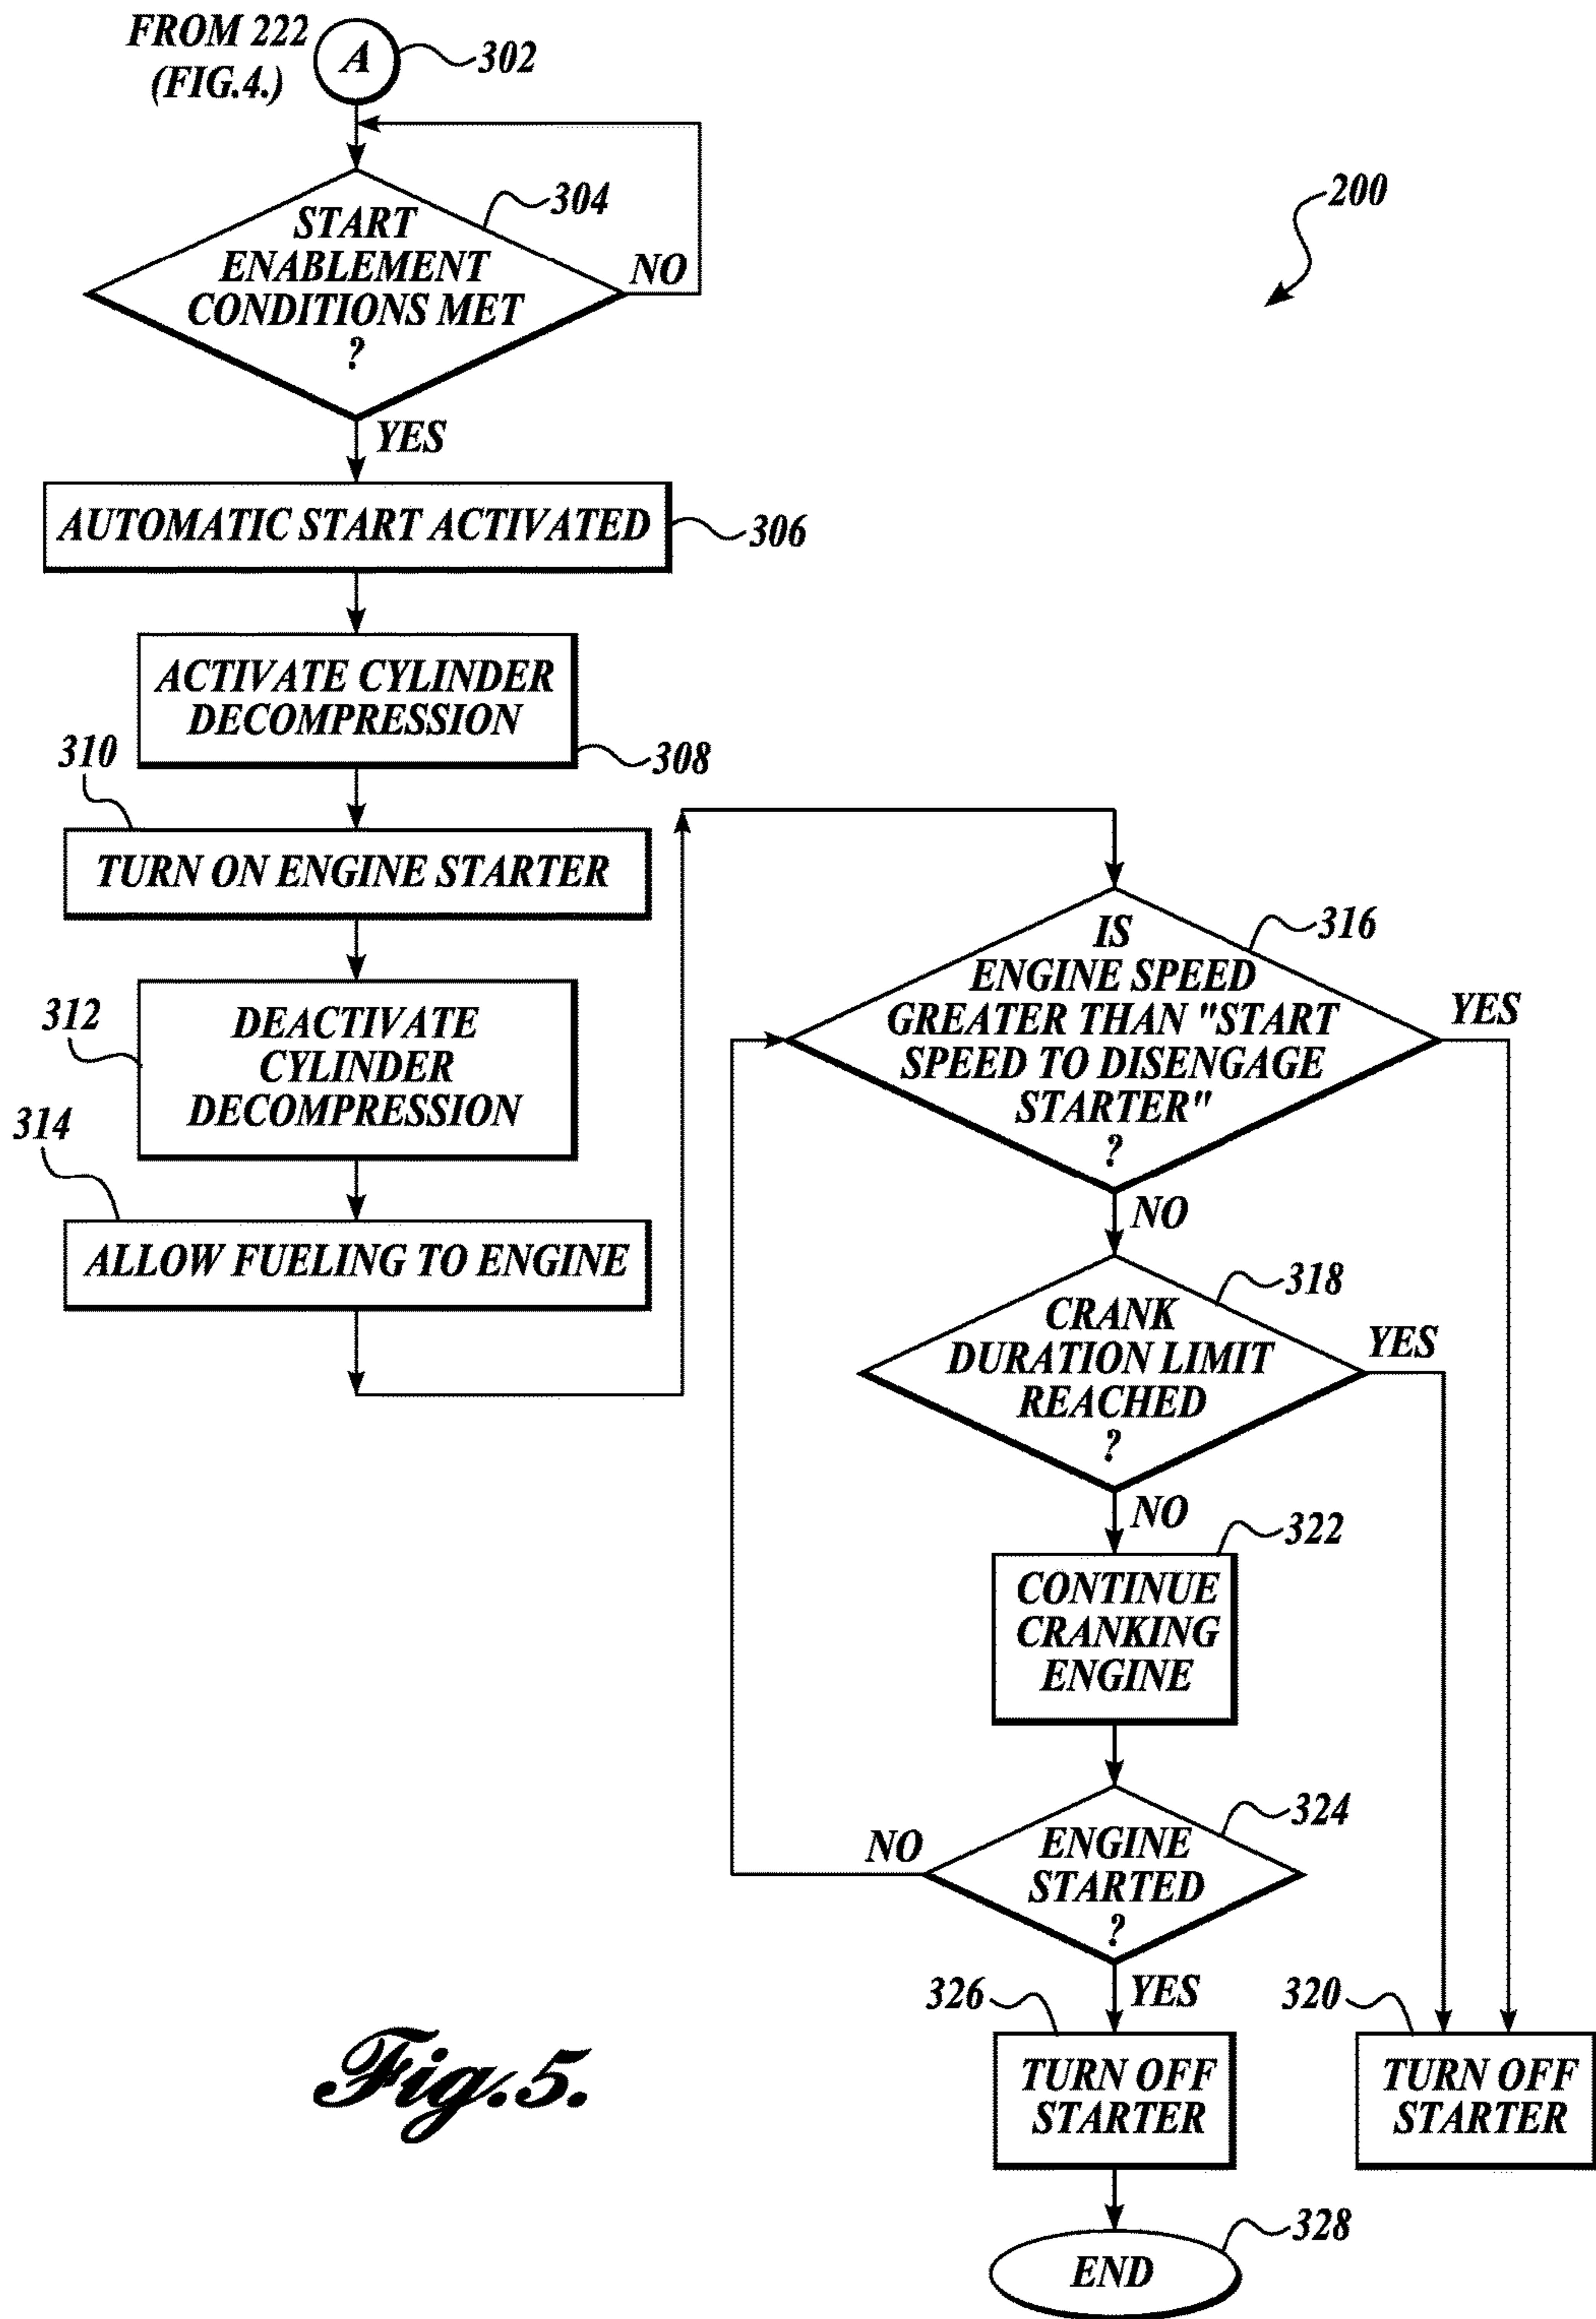 FROM 222
(FIG.4.)
A
302
304
START
ENABLEMENT
CONDITIONS MET
?
NO
200
YES
AUTOMATIC START ACTIVATED
306
ACTIVATE CYLINDER
DECOMPRESSION
308
310
TURN ON ENGINE STARTER
312
DEACTIVATE
CYLINDER
DECOMPRESSION
314
ALLOW FUELING TO ENGINE
316
IS
ENGINE SPEED
GREATER THAN "START
SPEED TO DISENGAGE
STARTER"
?
YES
NO
318
CRANK
DURATION LIMIT
REACHED
?
YES
NO
322
CONTINUE
CRANKING
ENGINE
324
ENGINE
STARTED
?
NO
YES
326
TURN OFF
STARTER
320
TURN OFF
STARTER
328
END
Fig.5.